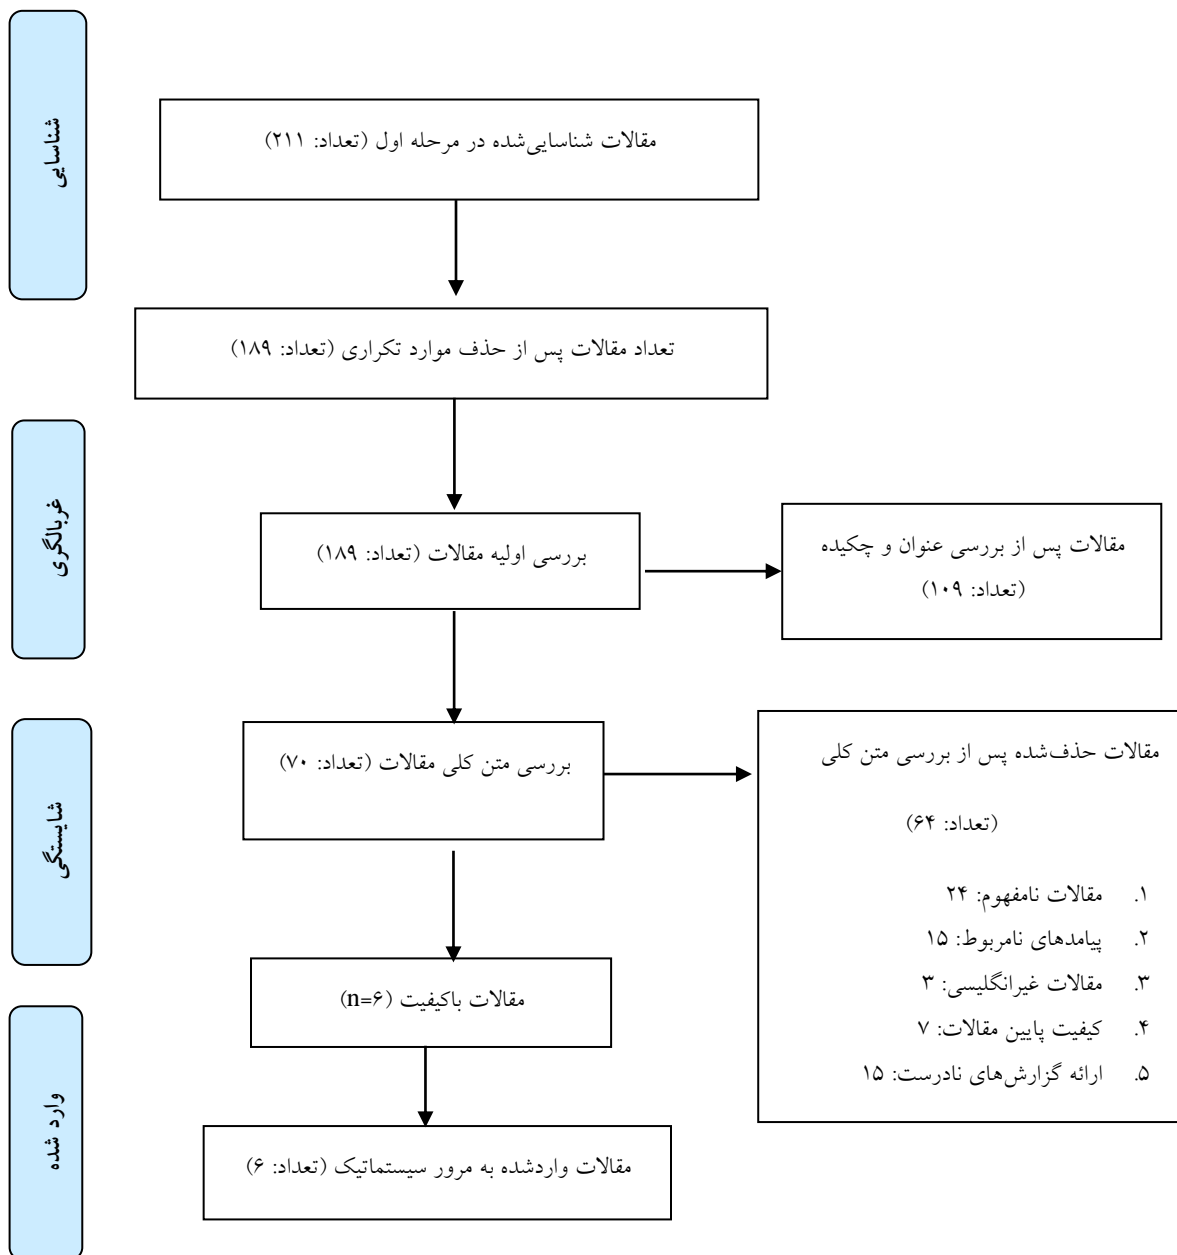 شناسایی
مقالات شناسایی‌شده در مرحله اول (تعداد: ۲۱۱)
تعداد مقالات پس از حذف موارد تکراری (تعداد: ۱۸۹)
غربالگری
بررسی اولیه مقالات (تعداد: ۱۸۹)
مقالات پس از بررسی عنوان و چکیده
(تعداد: ۱۰۹)
شایستگی
بررسی متن کلی مقالات (تعداد: ۷۰)
مقالات حذف‌شده پس از بررسی متن کلی
(تعداد: ۶۴)
۱. مقالات نامفهوم: ۲۴
۲. پیامدهای نامربوط: ۱۵
۳. مقالات غیرانگلیسی: ۳
۴. کیفیت پایین مقالات: ۷
۵. ارائه گزارش‌های نادرست: ۱۵
مقالات باکیفیت (n=۶)
وارد شده
مقالات واردشده به مرور سیستماتیک (تعداد: ۶)